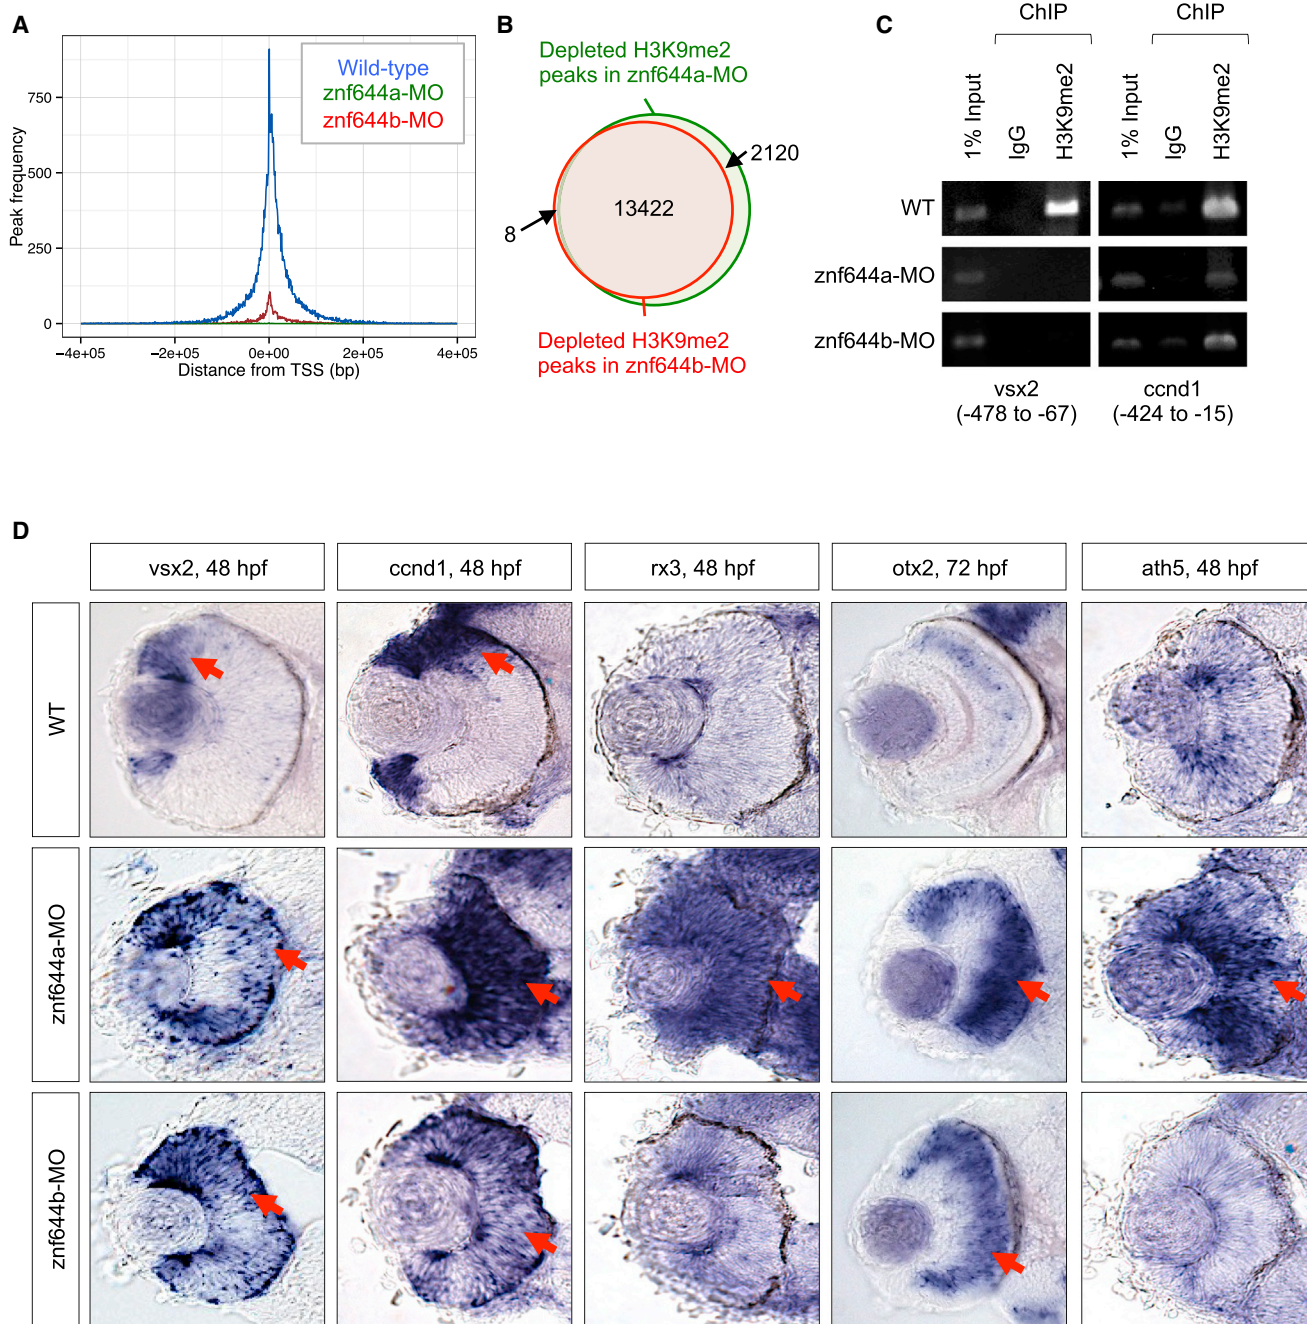 A
Wild-type
znf644a-MO
znf644b-MO
Peak frequency
750
500
250
0
−4e+05
−2e+05
0e+00
2e+05
4e+05
Distance from TSS (bp)
B
Depleted H3K9me2
peaks in znf644a-MO
2120
13422
8
Depleted H3K9me2
peaks in znf644b-MO
C
ChIP
ChIP
1% Input
IgG
H3K9me2
1% Input
IgG
H3K9me2
WT
znf644a-MO
znf644b-MO
vsx2
(-478 to -67)
ccnd1
(-424 to -15)
D
vsx2, 48 hpf
ccnd1, 48 hpf
rx3, 48 hpf
otx2, 72 hpf
ath5, 48 hpf
WT
znf644a-MO
znf644b-MO